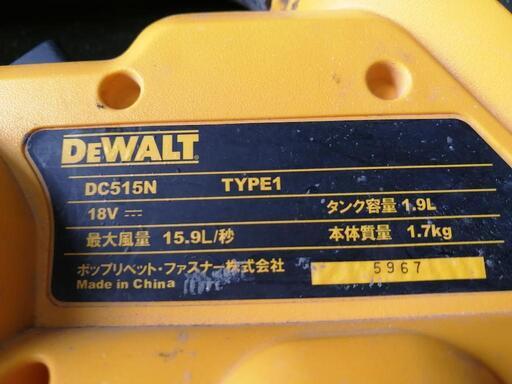 DEWALT
DC515N TYPE1
18V ⎓ タンク容量 1.9L
最大風量 15.9L/秒 本体質量 1.7kg
ポップリベット・ファスナー株式会社
Made in China
5967